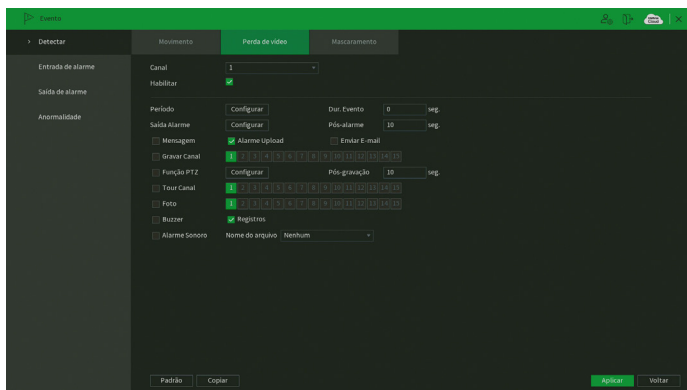 Evento
Detectar
Entrada de alarme
Saída de alarme
Anormalidade
Movimento Perda de vídeo Mascaramento
Canal 1
Habilitar
Período Configurar Dur. Evento 0 seg.
Saída Alarme Configurar Pós-alarme 10 seg.
Mensagem Alarme Upload Enviar E-mail
Gravar Canal 1 2 3 4 5 6 7 8 9 10 11 12 13 14 15
Função PTZ Configurar Pós-gravação 10 seg.
Tour Canal 1 2 3 4 5 6 7 8 9 10 11 12 13 14 15
Foto 1 2 3 4 5 6 7 8 9 10 11 12 13 14 15
Buzzer Registros
Alarme Sonoro Nome do arquivo Nenhum
Padrão Copiar Aplicar Voltar